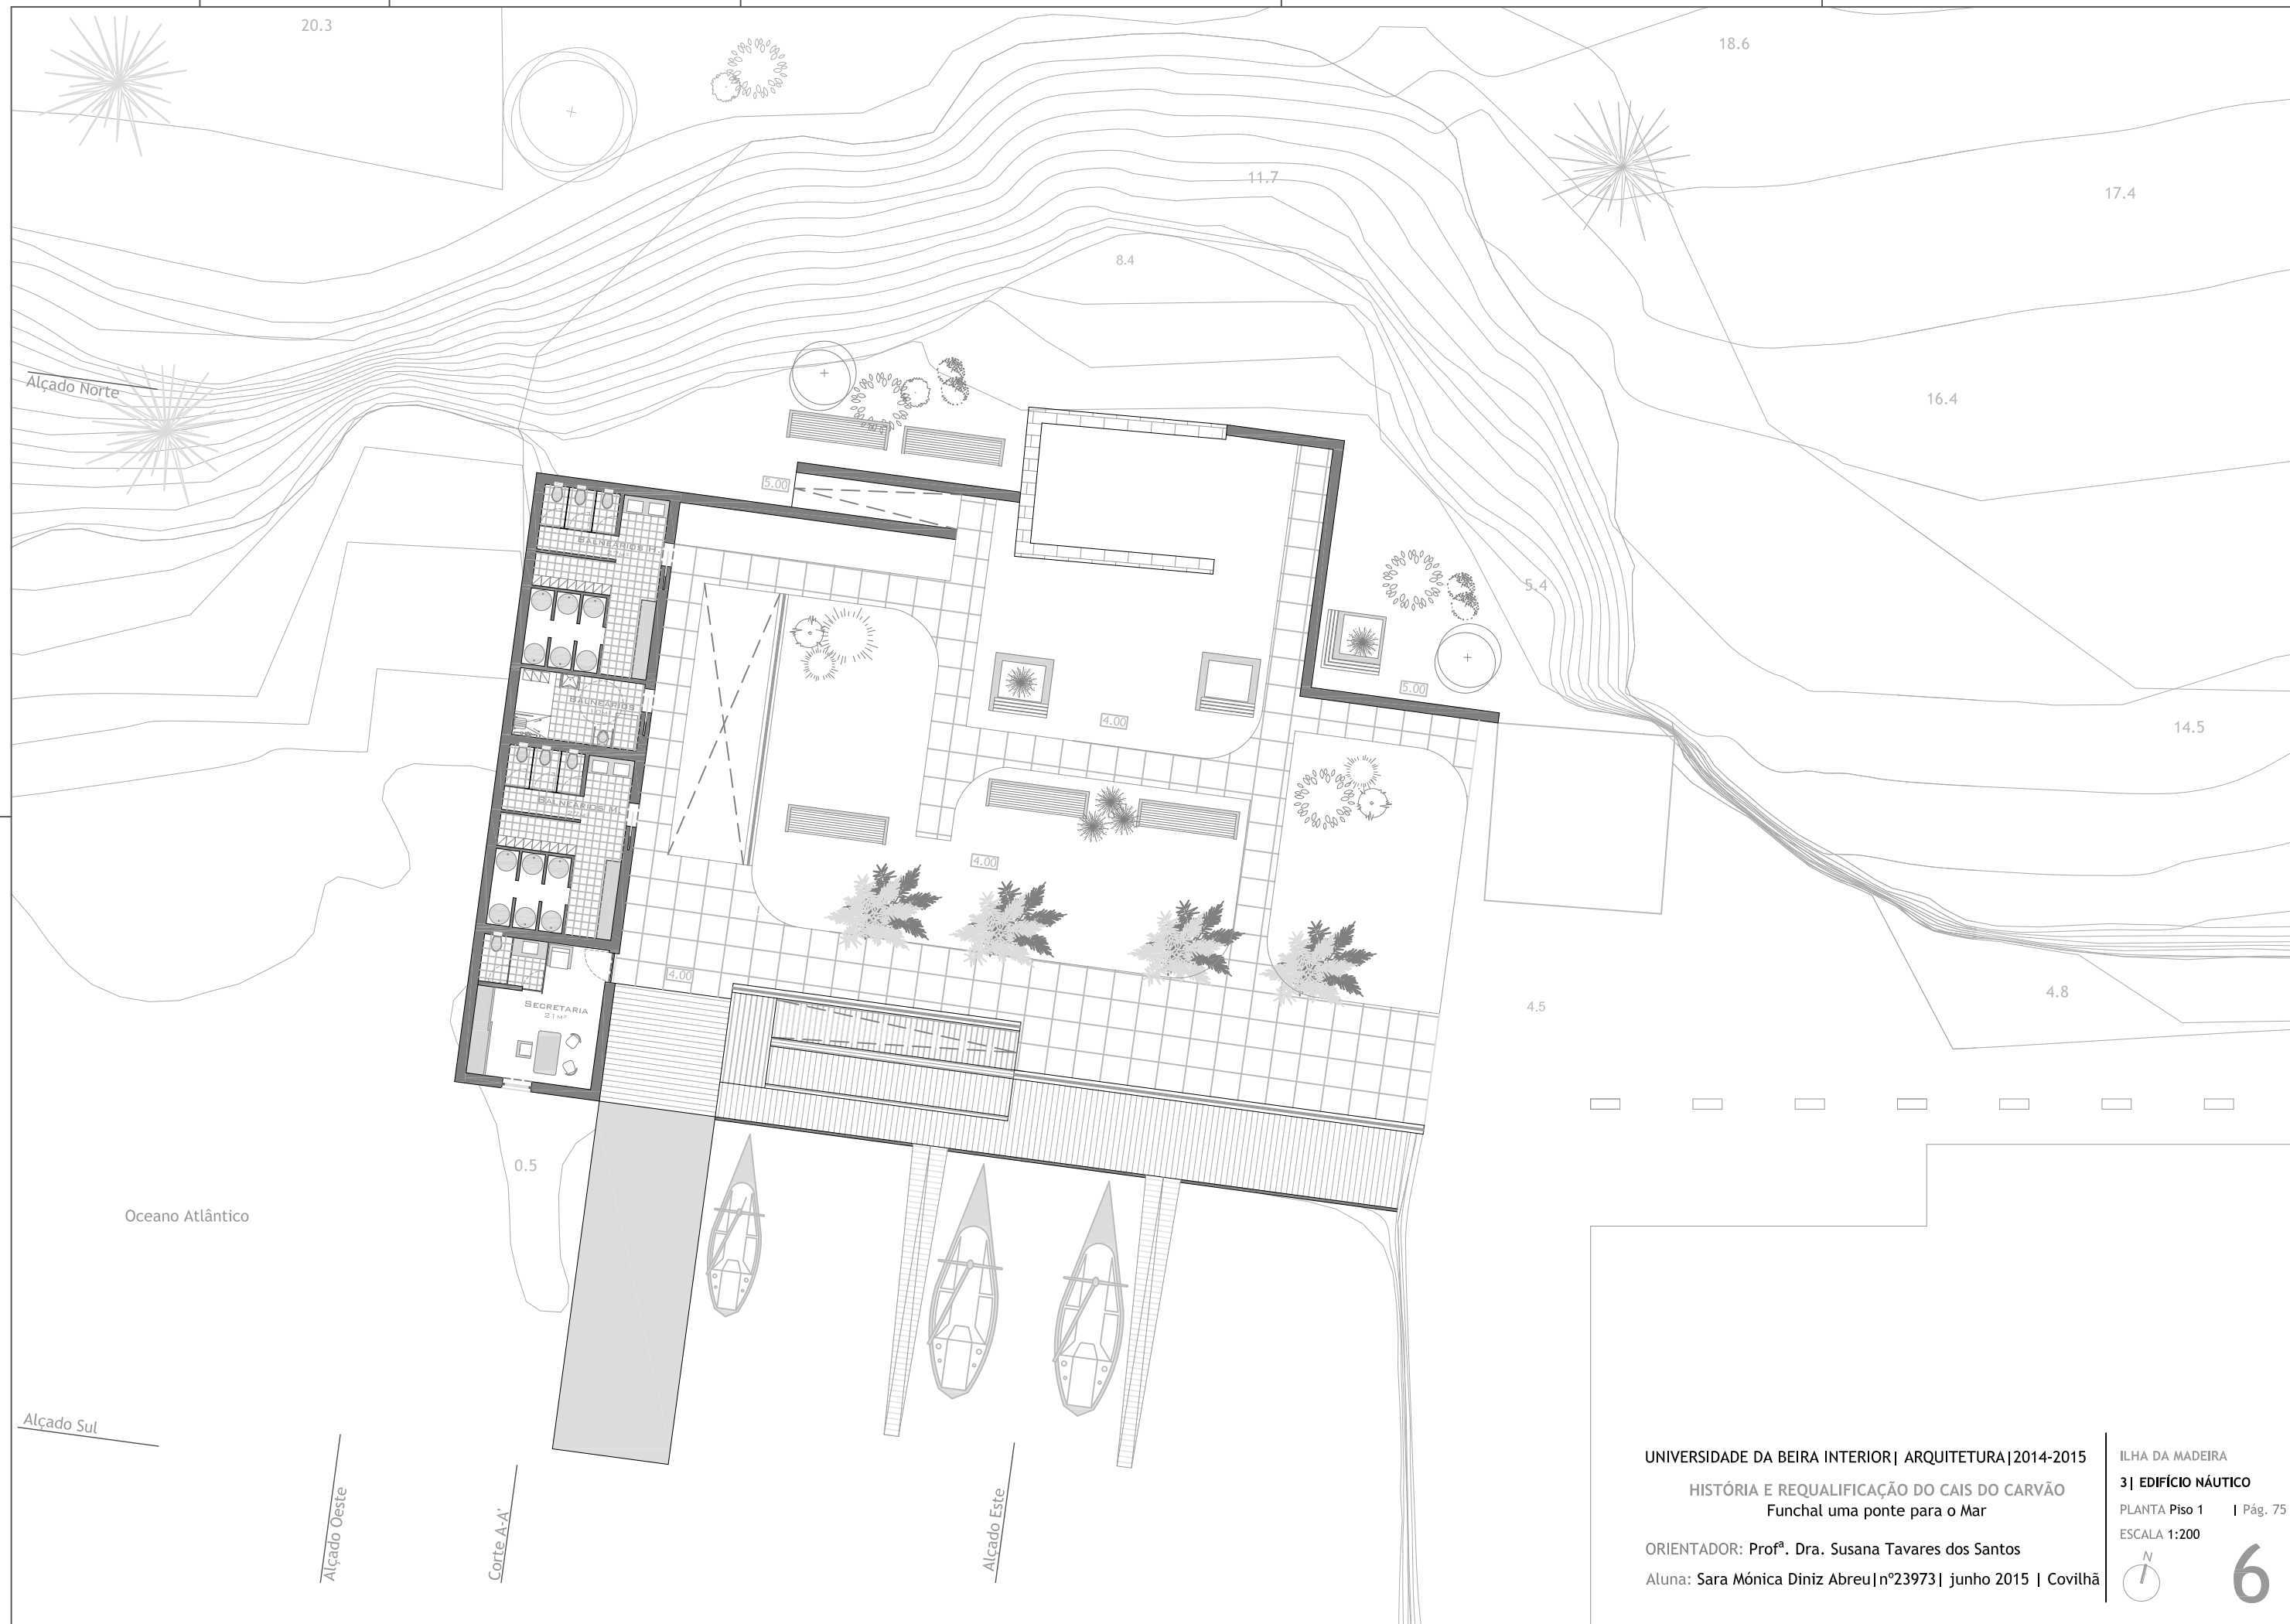 20.3
18.6
11.7
17.4
8.4
Alçado Norte
16.4
5.00
BALNEÁRIOS H.
5.4
5.00
BALNEÁRIOS
4.00
14.5
BALNEÁRIOS M.
4.00
4.00
SECRETARIA
21M²
4.5
4.8
0.5
Oceano Atlântico
Alçado Sul
Alçado Oeste
Corte A-A'
Alçado Este
UNIVERSIDADE DA BEIRA INTERIOR| ARQUITETURA|2014-2015
HISTÓRIA E REQUALIFICAÇÃO DO CAIS DO CARVÃO
Funchal uma ponte para o Mar
ORIENTADOR: Profª. Dra. Susana Tavares dos Santos
Aluna: Sara Mónica Diniz Abreu|nº23973| junho 2015 | Covilhã
ILHA DA MADEIRA
3| EDIFÍCIO NÁUTICO
PLANTA Piso 1 | Pág. 75
ESCALA 1:200
N
6